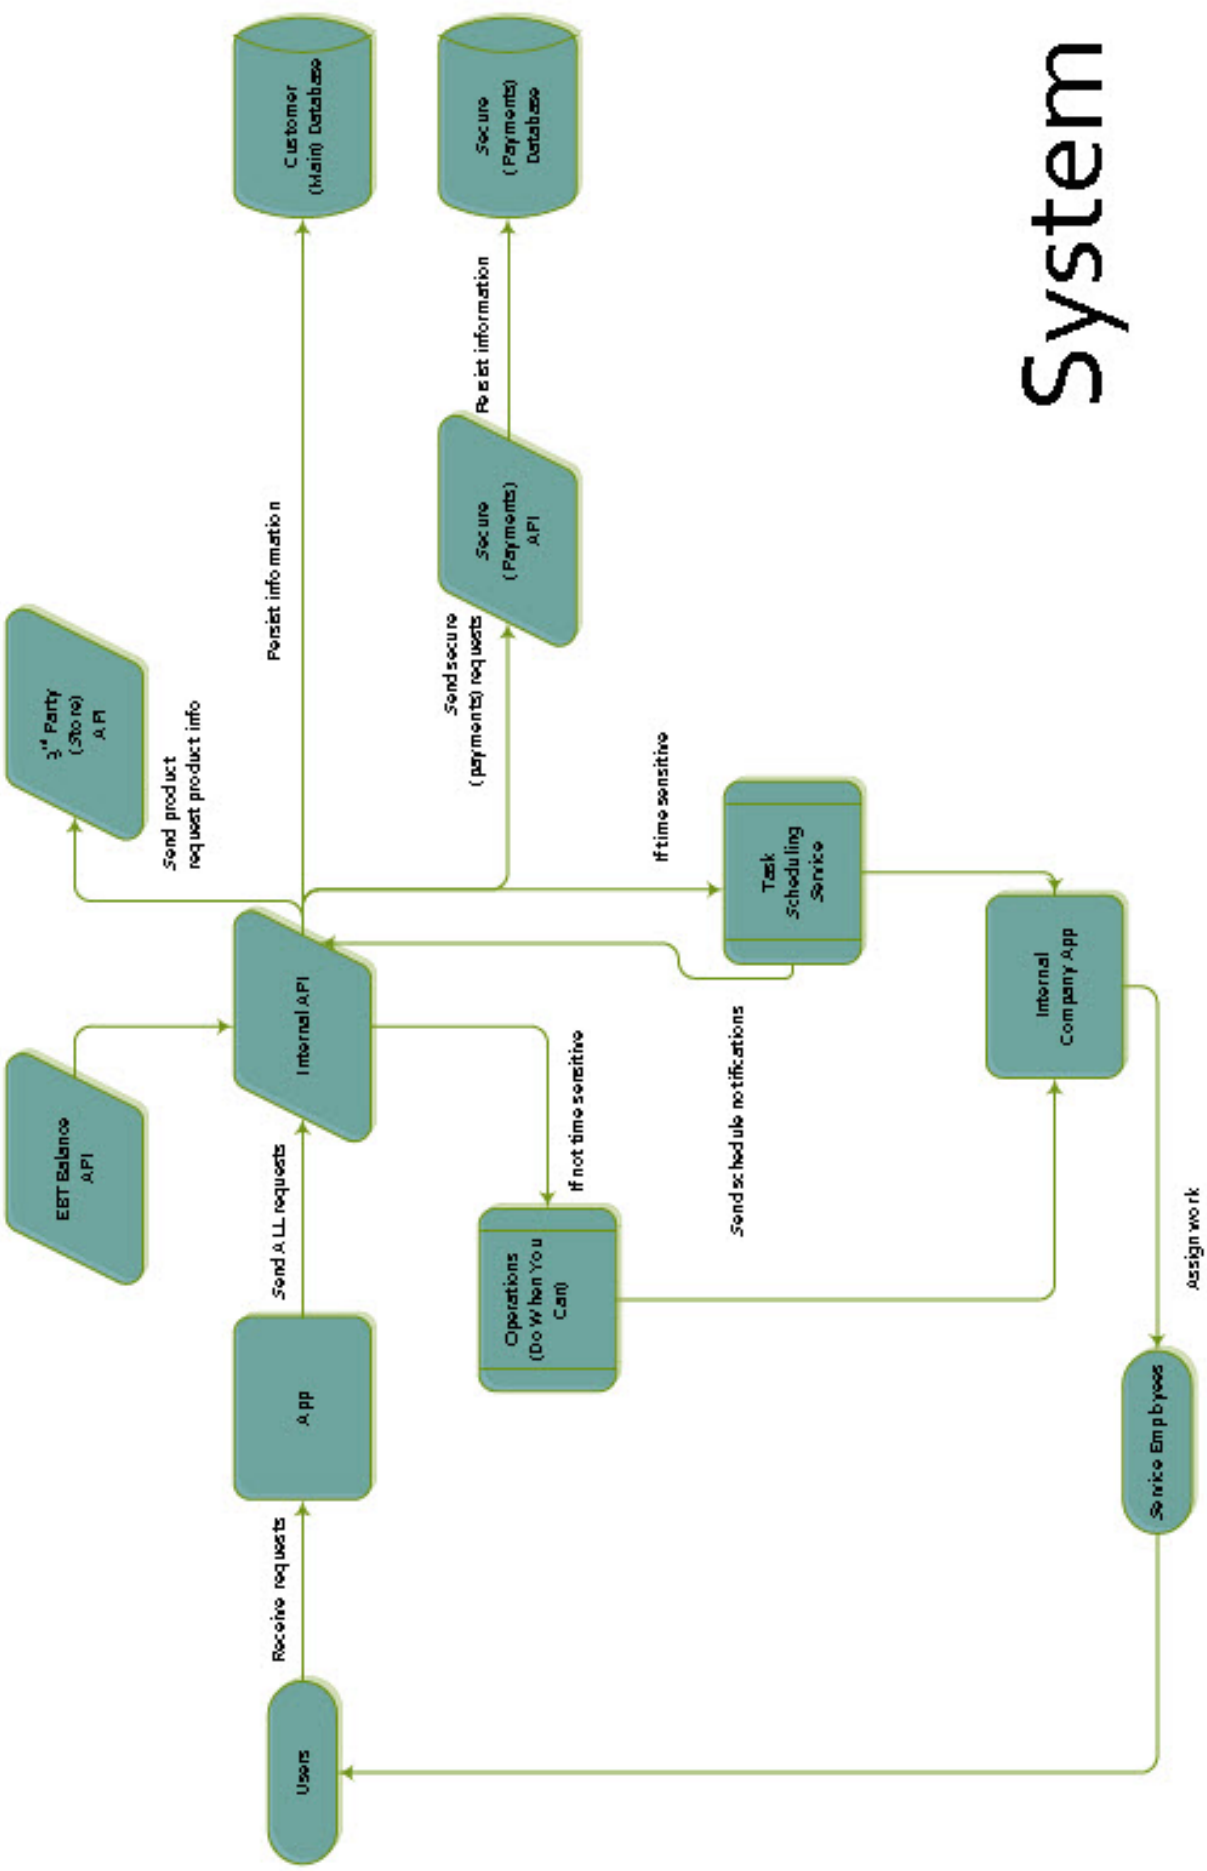 EBT Balance
API
3rd Party
(Store)
API
Send product
request product info
Users
Receive requests
App
Send ALL requests
Internal API
Persist information
Customer
(Main) Database
Send secure
(payments) requests
Secure
(Payments)
API
Persist information
Secure
(Payments)
Database
Operations
(Do When You
Can)
If not time sensitive
If time sensitive
Task
Scheduling
Service
Send schedule notifications
Internal
Company App
Service Employees
Assign work
System